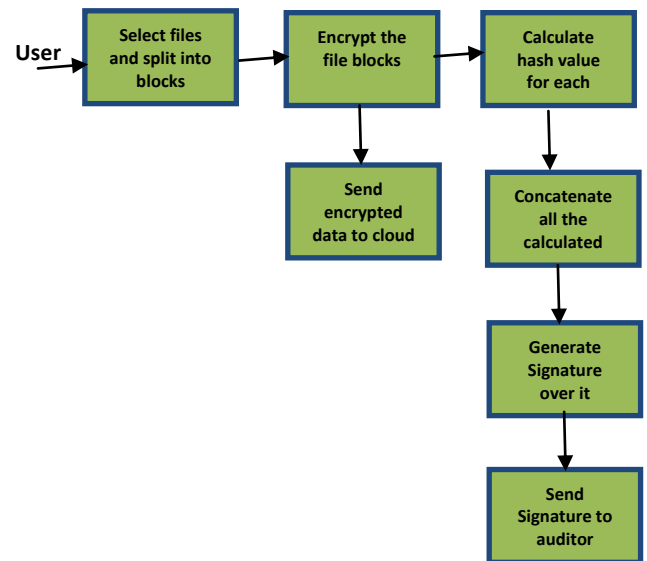 User
Select files
and split into
blocks
Encrypt the
file blocks
Calculate
hash value
for each
Send
encrypted
data to cloud
Concatenate
all the
calculated
Generate
Signature
over it
Send
Signature to
auditor